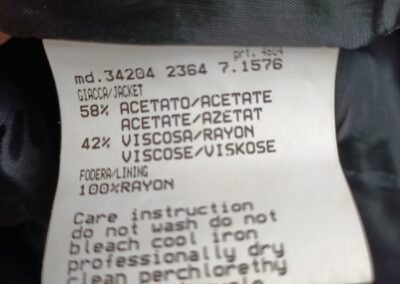 prt. 4604
md.34204 2364 7.1576
GIACCA/JACKET
58% ACETATO/ACETATE
ACETATE/AZETAT
42% VISCOSA/RAYON
VISCOSE/VISKOSE
FODERA/LINING
100%RAYON
Care instruction
do not wash do not
bleach cool iron
professionally dry
clean perchlorethy